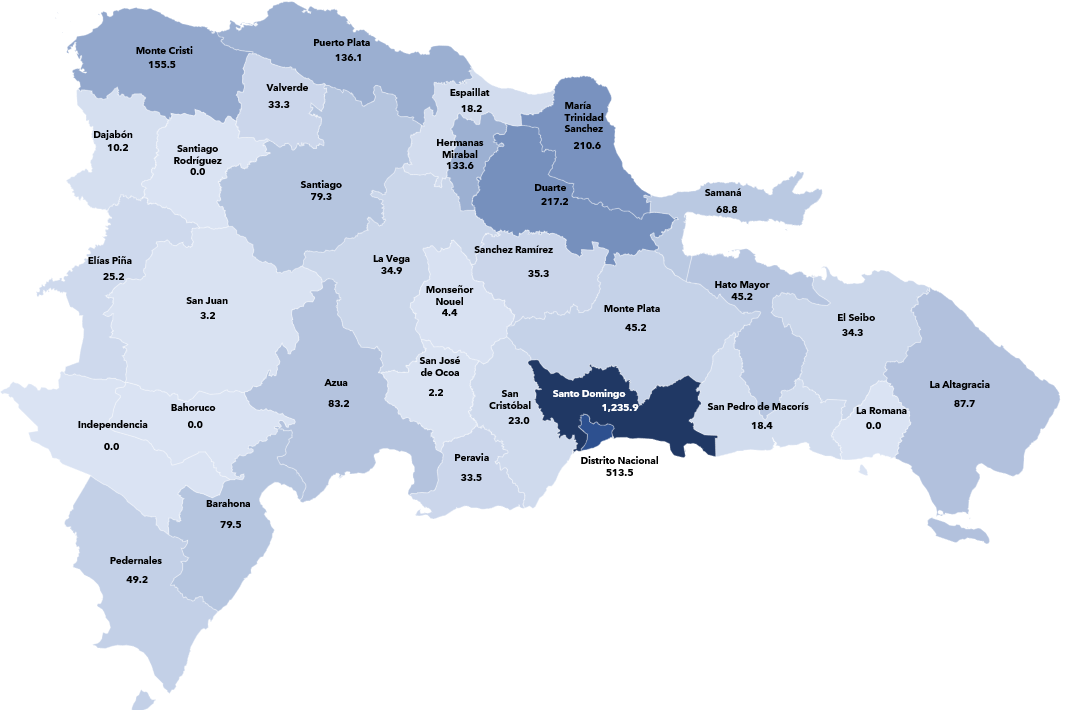 Monte Cristi
155.5
Puerto Plata
136.1
Valverde
33.3
Espaillat
18.2
María
Trinidad
Sanchez
210.6
Dajabón
10.2
Santiago
Rodríguez
0.0
Hermanas
Mirabal
133.6
Santiago
79.3
Duarte
217.2
Samaná
68.8
Elías Piña
25.2
La Vega
34.9
Sanchez Ramírez
35.3
San Juan
3.2
Monseñor
Nouel
4.4
Monte Plata
45.2
Hato Mayor
45.2
El Seibo
34.3
San José
de Ocoa
2.2
Azua
83.2
Santo Domingo
1,235.9
La Altagracia
87.7
San
Cristóbal
23.0
San Pedro de Macorís
18.4
La Romana
0.0
Bahoruco
0.0
Independencia
0.0
Peravia
33.5
Distrito Nacional
513.5
Barahona
79.5
Pedernales
49.2